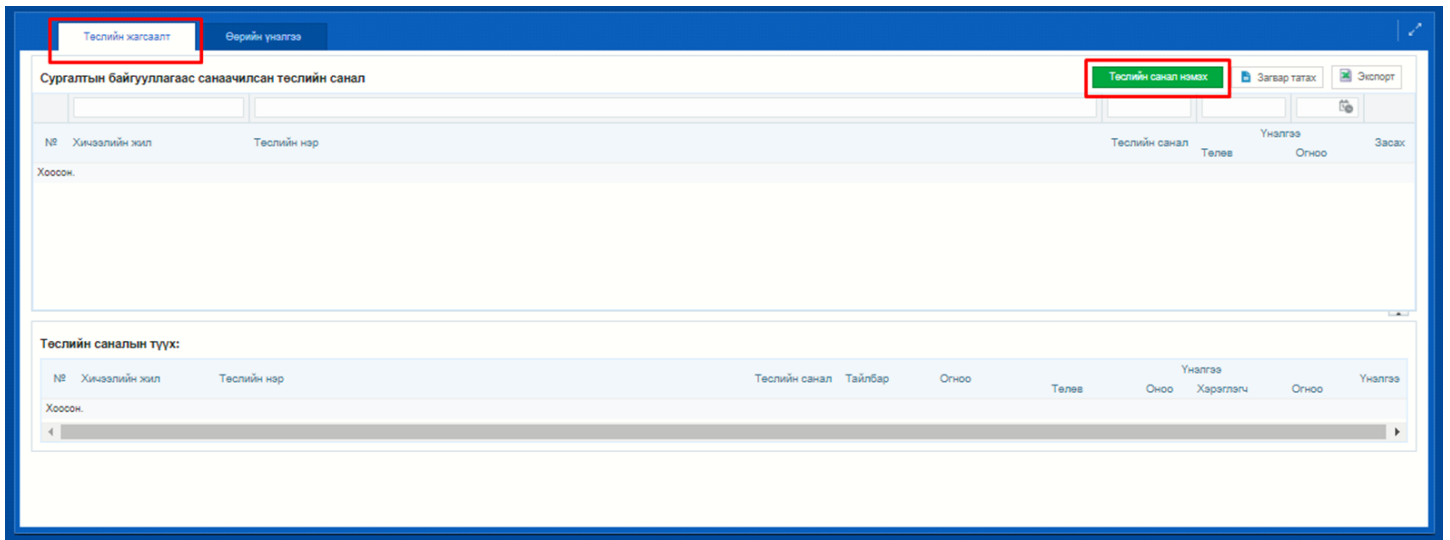 Төслийн жагсаалт Өөрийн үнэлгээ
Сургалтын байгууллагаас санаачилсан төслийн санал Төслийн санал нэмэх Загвар татах Экспорт
Үнэлгээ
№ Хичээлийн жил Төслийн нэр Төслийн санал Засах
Төлөв Огноо
Хоосон.
Төслийн саналын түүх:
Үнэлгээ
№ Хичээлийн жил Төслийн нэр Төслийн санал Тайлбар Огноо Үнэлгээ
Төлөв Оноо Хэрэглэгч Огноо
Хоосон.